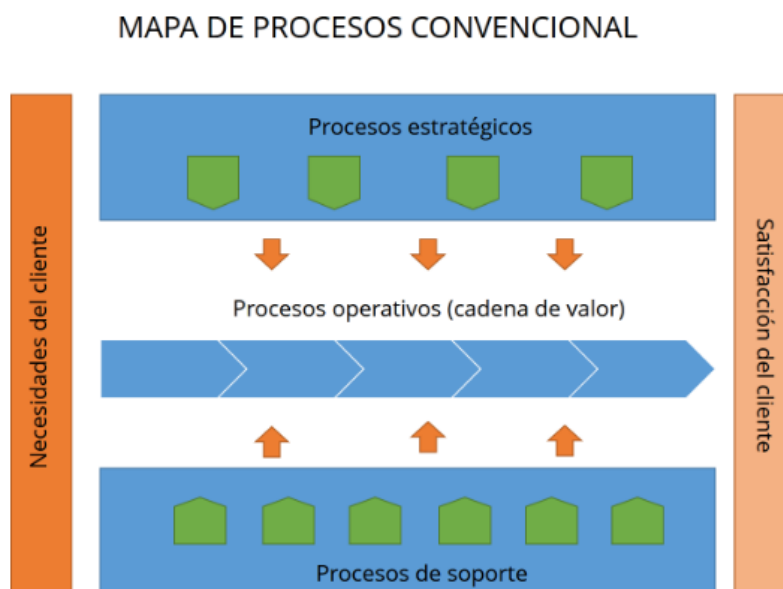 MAPA DE PROCESOS CONVENCIONAL
Necesidades del cliente
Procesos estratégicos
Procesos operativos (cadena de valor)
Procesos de soporte
Satisfacción del cliente